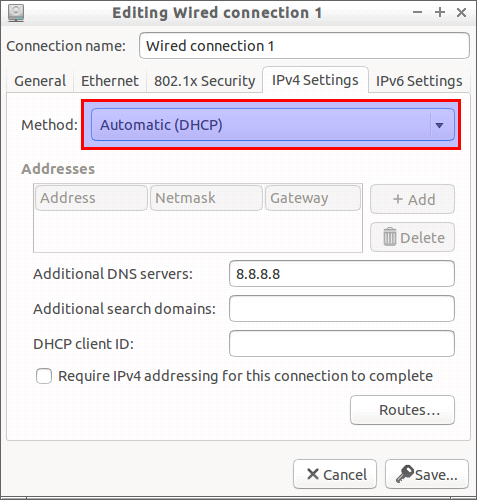 Editing Wired connection 1
Connection name: Wired connection 1
General Ethernet 802.1x Security IPv4 Settings IPv6 Settings
Method: Automatic (DHCP)
Addresses
Address Netmask Gateway + Add
Delete
Additional DNS servers: 8.8.8.8
Additional search domains:
DHCP client ID:
Require IPv4 addressing for this connection to complete
Routes...
Cancel Save...